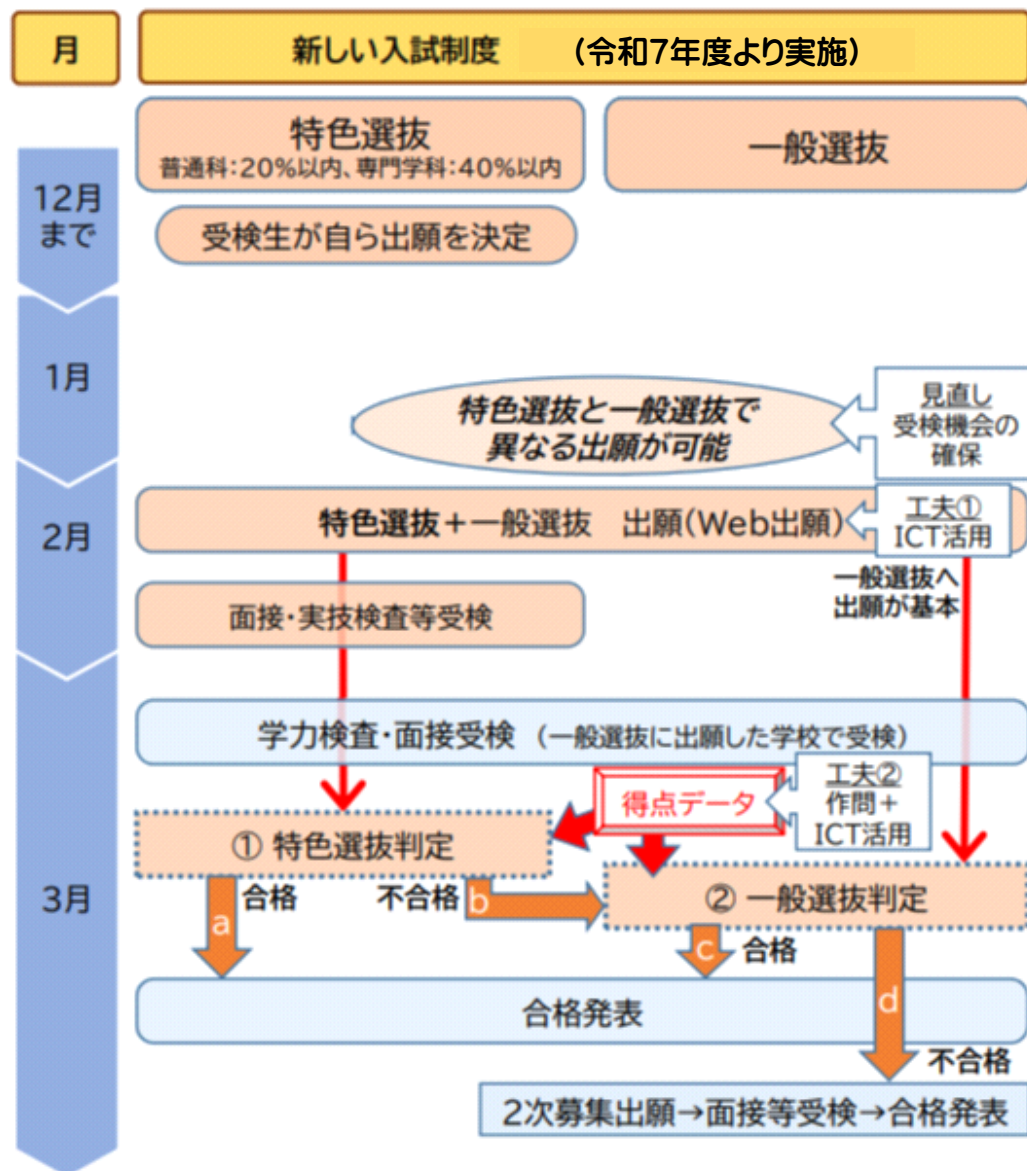 月
新しい入試制度 (令和7年度より実施)
特色選抜
普通科:20%以内、専門学科:40%以内
一般選抜
12月
まで
受検生が自ら出願を決定
1月
特色選抜と一般選抜で
異なる出願が可能
見直し
受検機会の
確保
2月
特色選抜+一般選抜 出願(Web出願)
工夫①
ICT活用
一般選抜へ
出願が基本
面接・実技検査等受検
3月
学力検査・面接受検 (一般選抜に出願した学校で受検)
得点データ
工夫②
作問+
ICT活用
① 特色選抜判定
a 合格
不合格 b
② 一般選抜判定
c 合格
合格発表
d
不合格
2次募集出願→面接等受検→合格発表